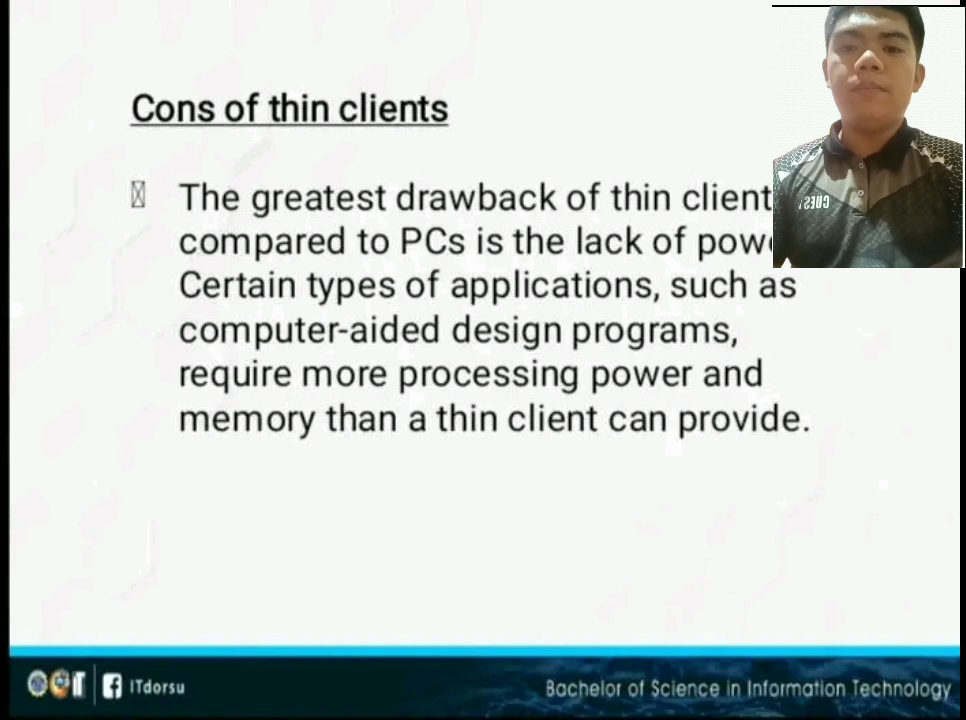 Cons of thin clients
The greatest drawback of thin client
compared to PCs is the lack of
Certain types of applications, such as
computer-aided design programs,
require more processing power and
memory than a thin client can provide.
ITdorsu
Bachelor of Science in Information Technology